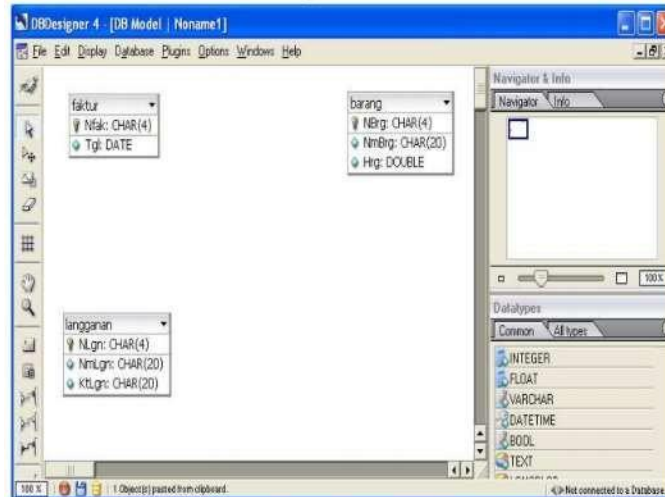 DBDesigner 4 - [DB Model | Noname1]
File Edit Display Database Plugins Options Windows Help
Navigator & Info
Navigator Info
faktur
Nfak: CHAR(4)
Tgl: DATE
barang
NBrg: CHAR(4)
NmBrg: CHAR(20)
Hrg: DOUBLE
100%
langganan
NLgn: CHAR(4)
NmLgn: CHAR(20)
KtLgn: CHAR(20)
Datatypes
Common All types
INTEGER
FLOAT
VARCHAR
DATETIME
BOOL
TEXT
100 % 1 Object(s) pasted from clipboard. Not connected to a Database